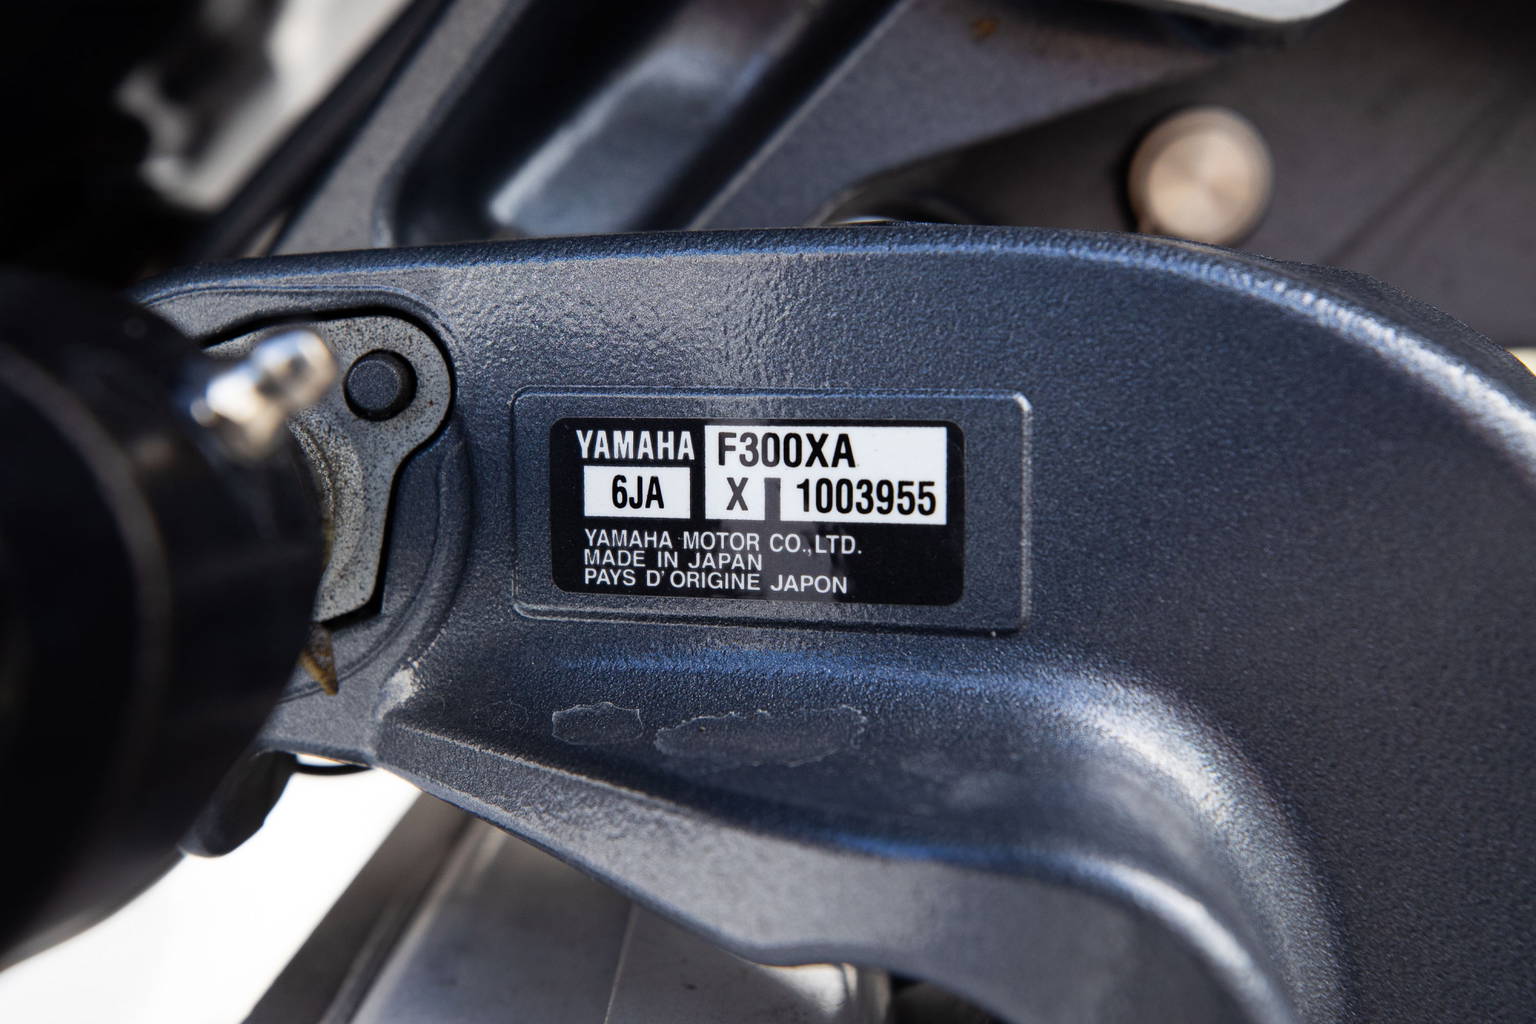 YAMAHA F300XA
6JA X 1003955
YAMAHA MOTOR CO.,LTD.
MADE IN JAPAN
PAYS D'ORIGINE JAPON